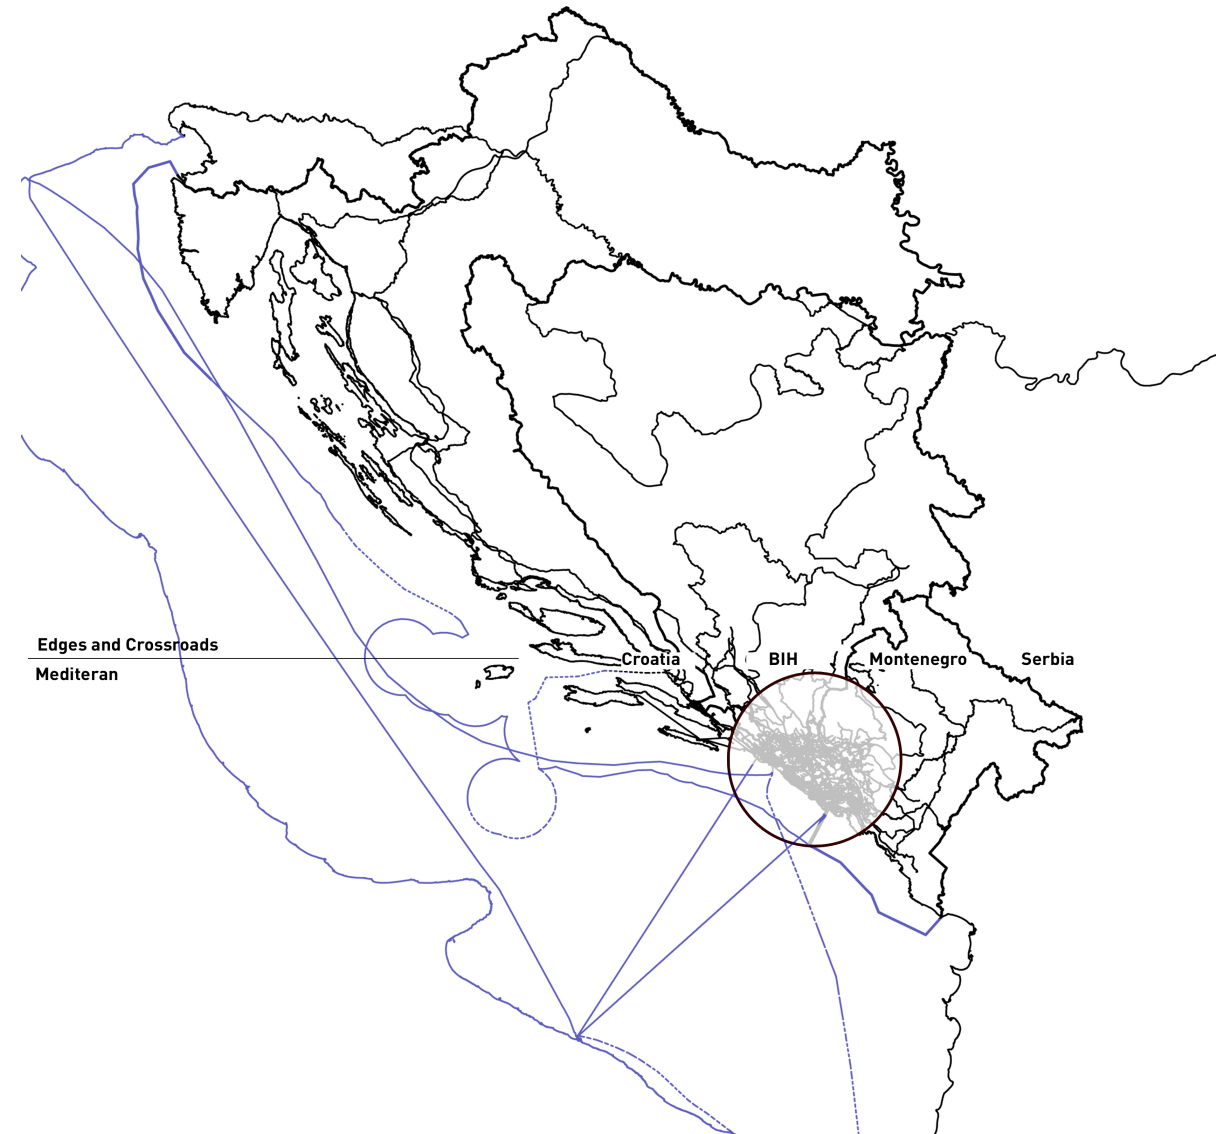 Edges and Crossroads
Mediteran
Croatia
BIH
Montenegro
Serbia